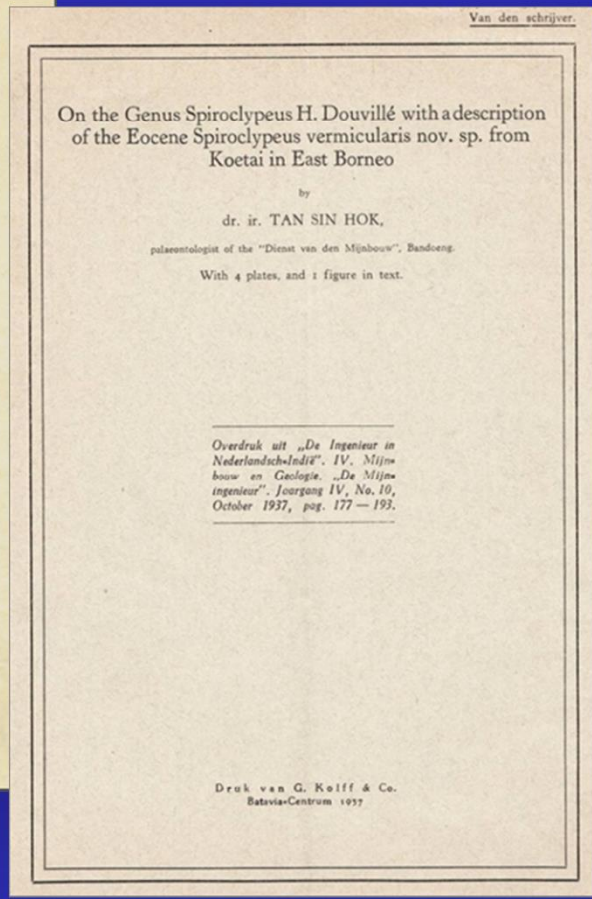 Van den schrijver.
On the Genus Spiroclypeus H. Douvillé with a description
of the Eocene Spiroclypeus vermicularis nov. sp. from
Koetai in East Borneo
by
dr. ir. TAN SIN HOK,
palaeontologist of the "Dienst van den Mijnbouw", Bandoeng.
With 4 plates, and 1 figure in text.
Overdruk uit „De Ingenieur in
Nederlandsch-Indië". IV. Mijn-
bouw en Geologie. „De Mijn-
ingenieur". Jaargang IV, No. 10,
October 1937, pag. 177 — 193.
Druk van G. Kolff & Co.
Batavia-Centrum 1937